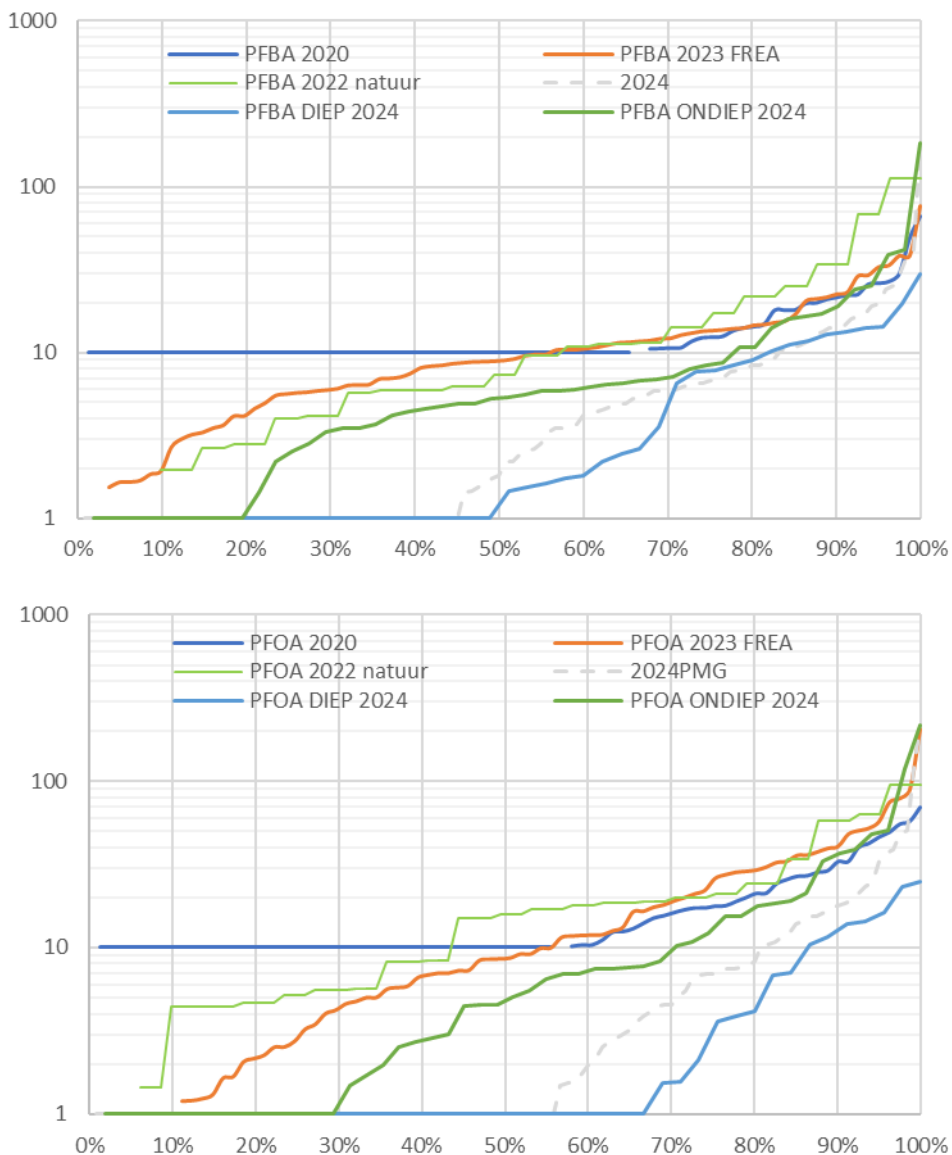 1000
PFBA 2020 PFBA 2023 FREA
PFBA 2022 natuur 2024
PFBA DIEP 2024 PFBA ONDIEP 2024
100
10
1
0% 10% 20% 30% 40% 50% 60% 70% 80% 90% 100%
1000
PFOA 2020 PFOA 2023 FREA
PFOA 2022 natuur 2024PMG
PFOA DIEP 2024 PFOA ONDIEP 2024
100
10
1
0% 10% 20% 30% 40% 50% 60% 70% 80% 90% 100%